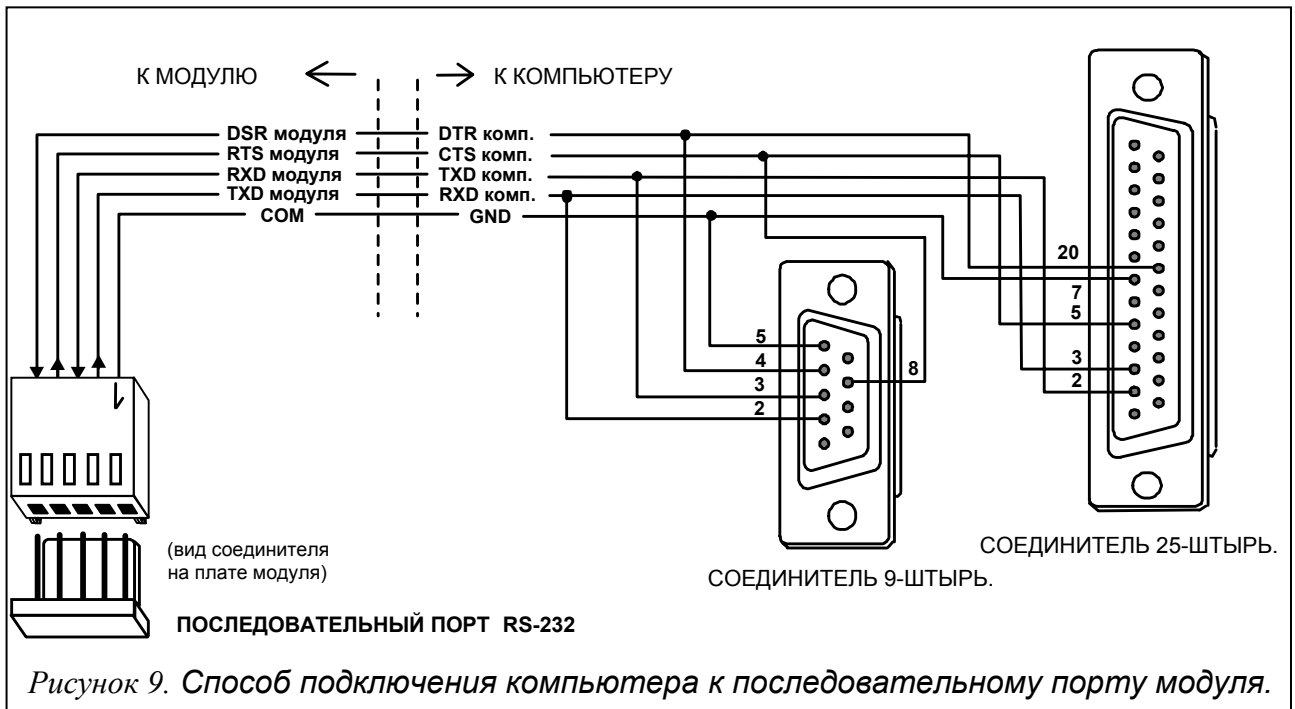 К МОДУЛЮ
К КОМПЬЮТЕРУ
DSR модуля
DTR комп.
RTS модуля
CTS комп.
RXD модуля
TXD комп.
TXD модуля
RXD комп.
COM
GND
20
7
5
3
2
5
4
3
2
8
(вид соединителя
на плате модуля)
СОЕДИНИТЕЛЬ 25-ШТЫРЬ.
СОЕДИНИТЕЛЬ 9-ШТЫРЬ.
ПОСЛЕДОВАТЕЛЬНЫЙ ПОРТ RS-232
Рисунок 9. Способ подключения компьютера к последовательному порту модуля.